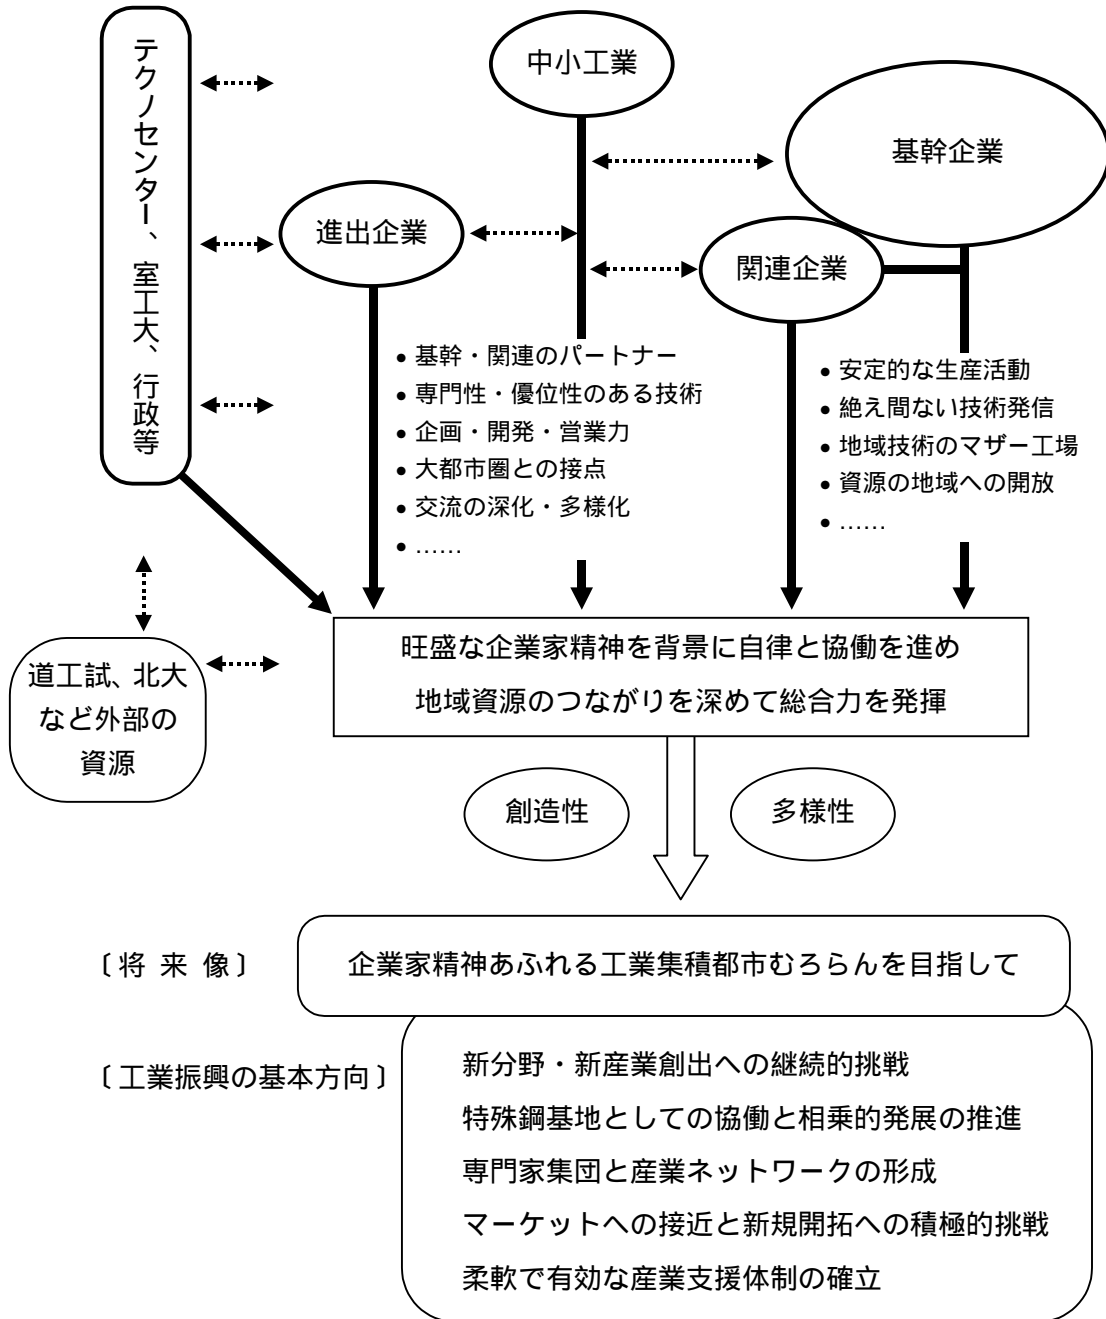 テクノセンター、室工大、行政等
中小工業
基幹企業
進出企業
関連企業
● 基幹・関連のパートナー
● 専門性・優位性のある技術
● 企画・開発・営業力
● 大都市圏との接点
● 交流の深化・多様化
● ……
● 安定的な生産活動
● 絶え間ない技術発信
● 地域技術のマザー工場
● 資源の地域への開放
● ……
旺盛な企業家精神を背景に自律と協働を進め
地域資源のつながりを深めて総合力を発揮
道工試、北大
など外部の
資源
創造性
多様性
〔将 来 像〕
企業家精神あふれる工業集積都市むろらんを目指して
〔工業振興の基本方向〕
新分野・新産業創出への継続的挑戦
特殊鋼基地としての協働と相乗的発展の推進
専門家集団と産業ネットワークの形成
マーケットへの接近と新規開拓への積極的挑戦
柔軟で有効な産業支援体制の確立